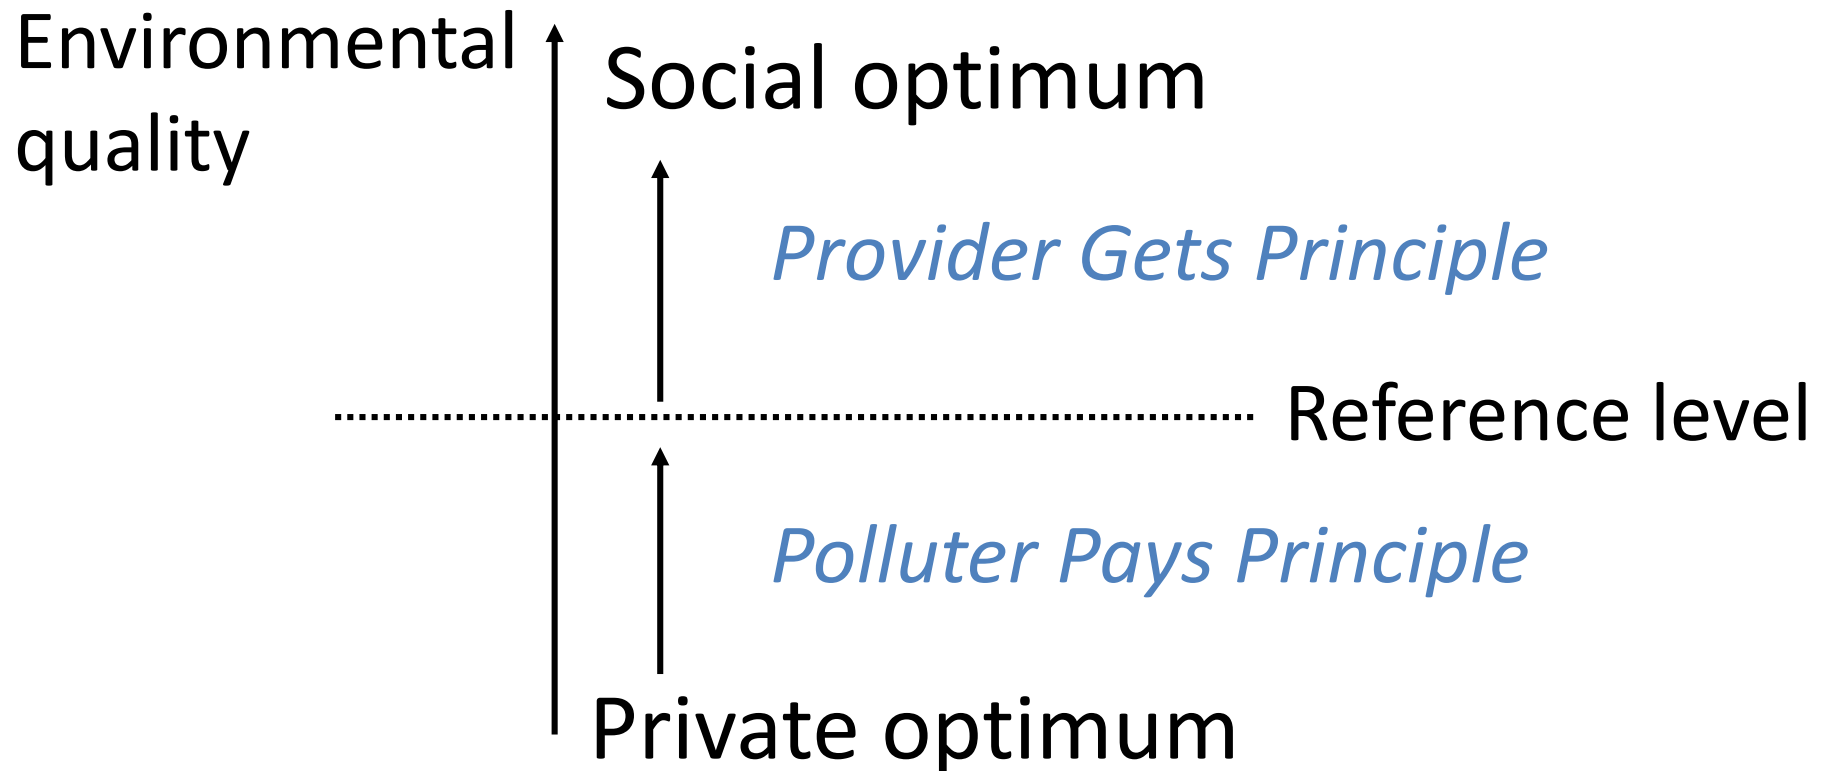 Environmental
quality
Social optimum
Provider Gets Principle
Reference level
Polluter Pays Principle
Private optimum